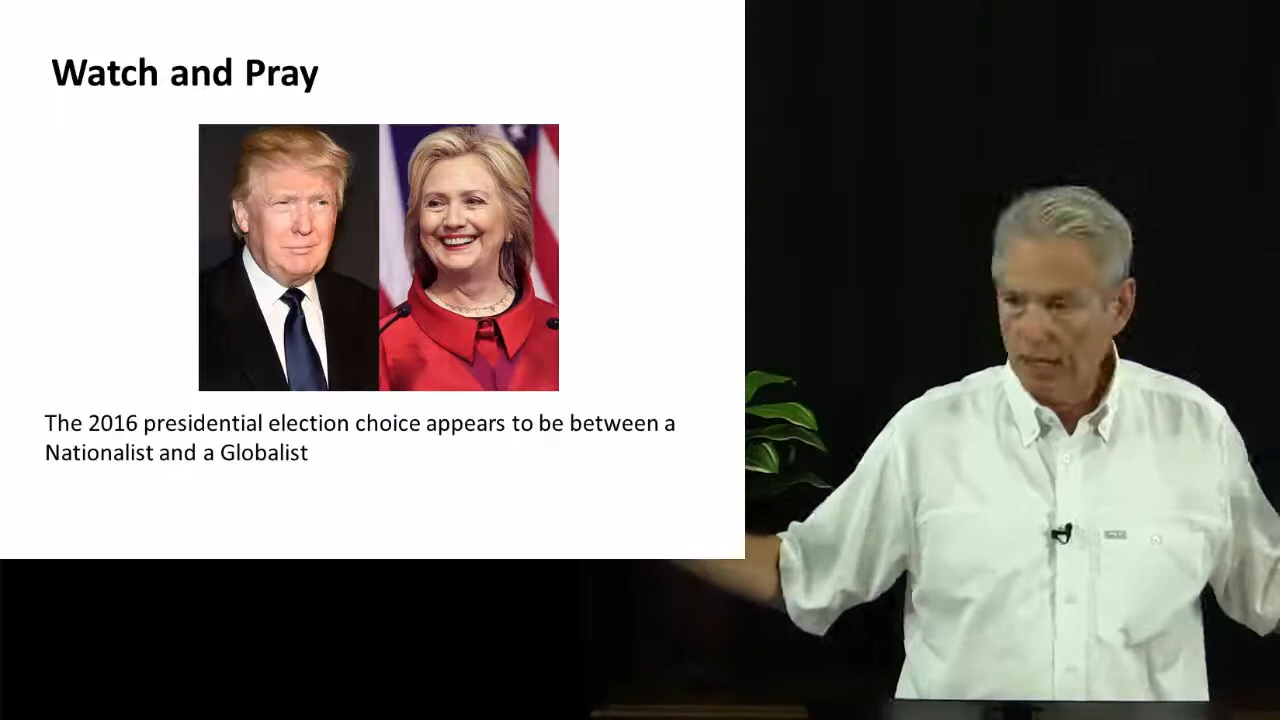 Watch and Pray
The 2016 presidential election choice appears to be between a
Nationalist and a Globalist